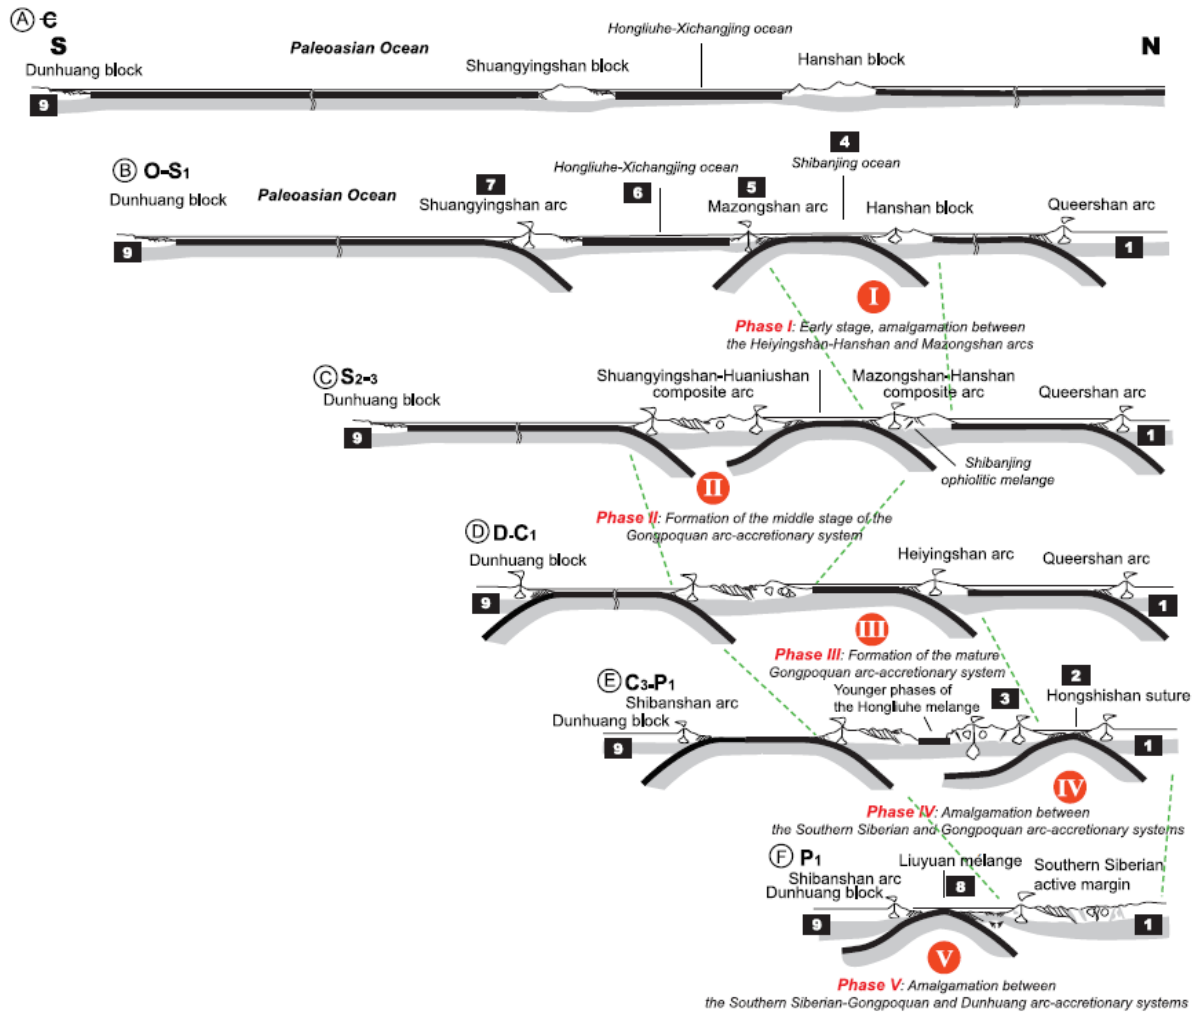 A Ꞓ
S
N
Paleoasian Ocean
Hongliuhe-Xichangjing ocean
Dunhuang block
Shuangyingshan block
Hanshan block
9
B O-S1
Dunhuang block
Paleoasian Ocean
7
Shuangyingshan arc
Hongliuhe-Xichangjing ocean
6
5
Mazongshan arc
4
Shibanjing ocean
Hanshan block
Queershan arc
9
1
I
Phase I: Early stage, amalgamation between
the Heiyingshan-Hanshan and Mazongshan arcs
C S2-3
Dunhuang block
Shuangyingshan-Huaniushan
composite arc
Mazongshan-Hanshan
composite arc
Queershan arc
9
1
Shibanjing
ophiolitic melange
II
Phase II: Formation of the middle stage of the
Gongpoquan arc-accretionary system
D D-C1
Dunhuang block
Heiyingshan arc
Queershan arc
9
1
III
Phase III: Formation of the mature
Gongpoquan arc-accretionary system
E C3-P1
Shibanshan arc
Dunhuang block
Younger phases of
the Hongliuhe melange
3
2
Hongshishan suture
9
1
IV
Phase IV: Amalgamation between
the Southern Siberian and Gongpoquan arc-accretionary systems
F P1
Shibanshan arc
Dunhuang block
Liuyuan mélange
8
Southern Siberian
active margin
9
1
V
Phase V: Amalgamation between
the Southern Siberian-Gongpoquan and Dunhuang arc-accretionary systems